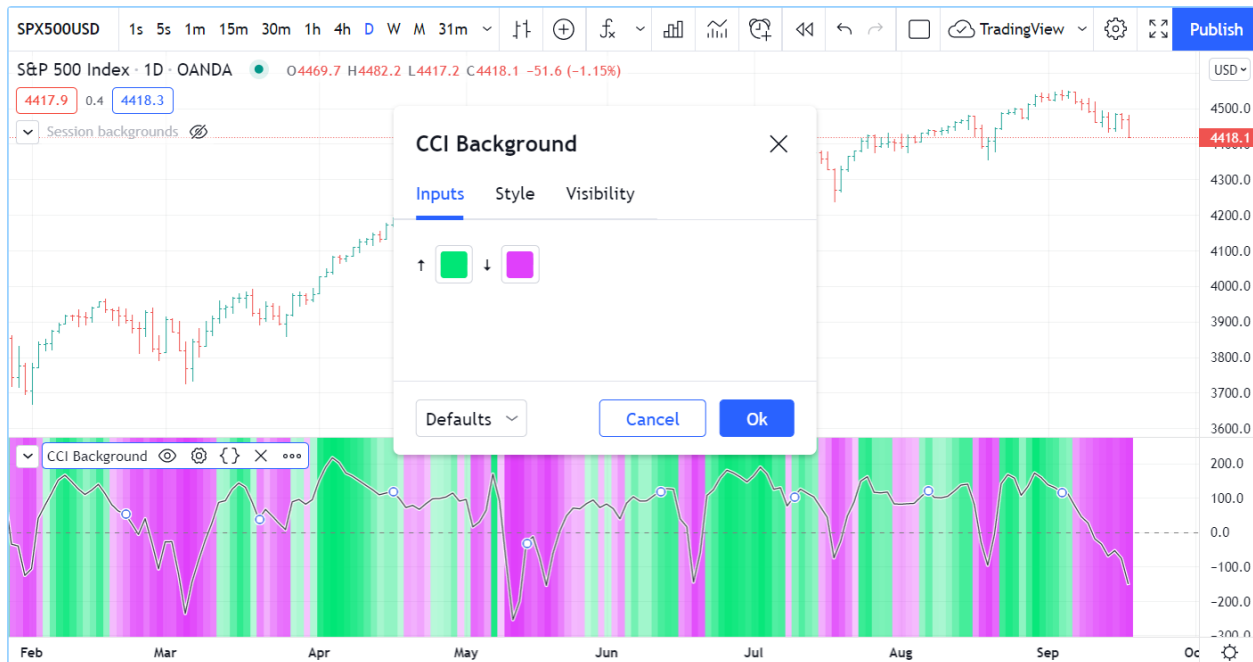 SPX500USD 1s 5s 1m 15m 30m 1h 4h D W M 31m TradingView Publish
S&P 500 Index · 1D · OANDA O4469.7 H4482.2 L4417.2 C4418.1 −51.6 (−1.15%) USD
4417.9 0.4 4418.3
Session backgrounds
4500.0
4418.1
4300.0
4200.0
4100.0
4000.0
3900.0
3800.0
3700.0
3600.0
CCI Background
Inputs Style Visibility
↑ ↓
Defaults Cancel Ok
CCI Background
200.0
100.0
0.0
−100.0
−200.0
Feb Mar Apr May Jun Jul Aug Sep